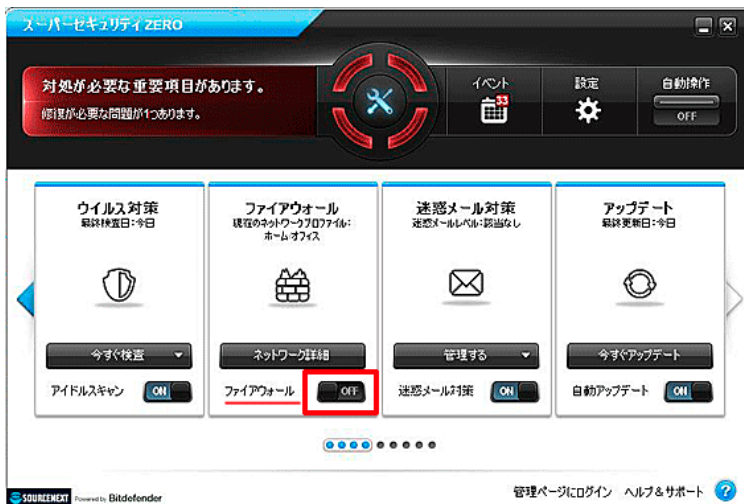 スーパーセキュリティ ZERO
対処が必要な重要項目があります。
修復が必要な問題が1つあります。
イベント
33
設定
自動操作
OFF
ウイルス対策
最終検査日:今日
今すぐ検査
アイドルスキャン ON
ファイアウォール
現在のネットワークプロファイル:
ホーム/オフィス
ネットワーク詳細
ファイアウォール OFF
迷惑メール対策
迷惑メールレベル:該当なし
管理する
迷惑メール対策 ON
アップデート
最終更新日:今日
今すぐアップデート
自動アップデート ON
SOURCENEXT Powered by Bitdefender
管理ページにログイン ヘルプ&サポート ?